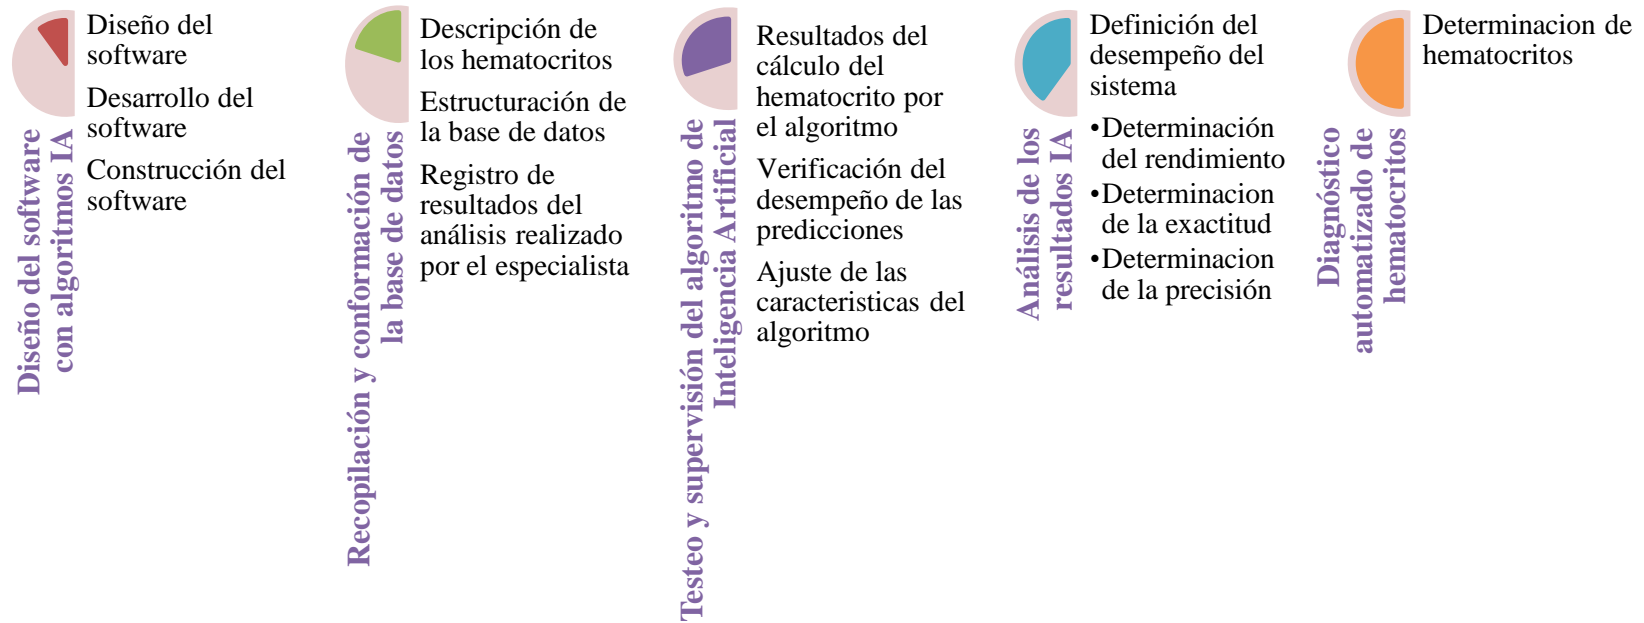 Diseño del software
con algoritmos IA
Diseño del
software
Desarrollo del
software
Construcción del
software
Recopilación y conformación de
la base de datos
Descripción de
los hematocritos
Estructuración de
la base de datos
Registro de
resultados del
análisis realizado
por el especialista
Testeo y supervisión del algoritmo de
Inteligencia Artificial
Resultados del
cálculo del
hematocrito por
el algoritmo
Verificación del
desempeño de las
predicciones
Ajuste de las
caracteristicas del
algoritmo
Análisis de los
resultados IA
Definición del
desempeño del
sistema
•Determinación
del rendimiento
•Determinacion
de la exactitud
•Determinacion
de la precisión
Diagnóstico
automatizado de
hematocritos
Determinacion de
hematocritos